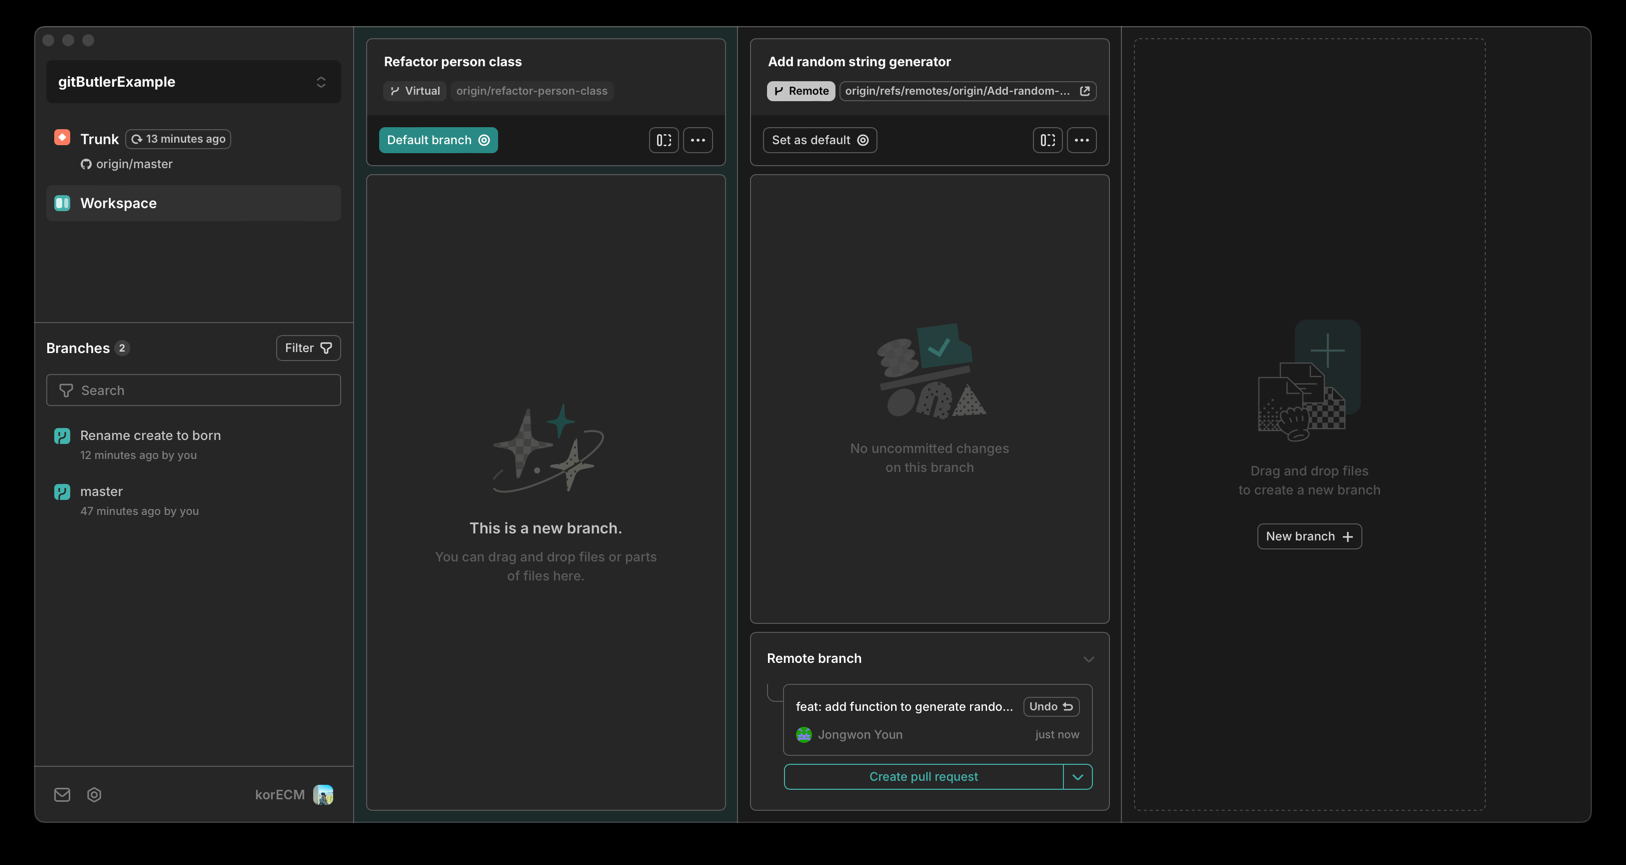 gitButlerExample
Trunk 13 minutes ago
origin/master
Workspace
Branches 2
Filter
Search
Rename create to born
12 minutes ago by you
master
47 minutes ago by you
korECM
Refactor person class
Virtual origin/refactor-person-class
Default branch
This is a new branch.
You can drag and drop files or parts
of files here.
Add random string generator
Remote origin/refs/remotes/origin/Add-random-...
Set as default
No uncommitted changes
on this branch
Remote branch
feat: add function to generate rando... Undo
Jongwon Youn just now
Create pull request
Drag and drop files
to create a new branch
New branch